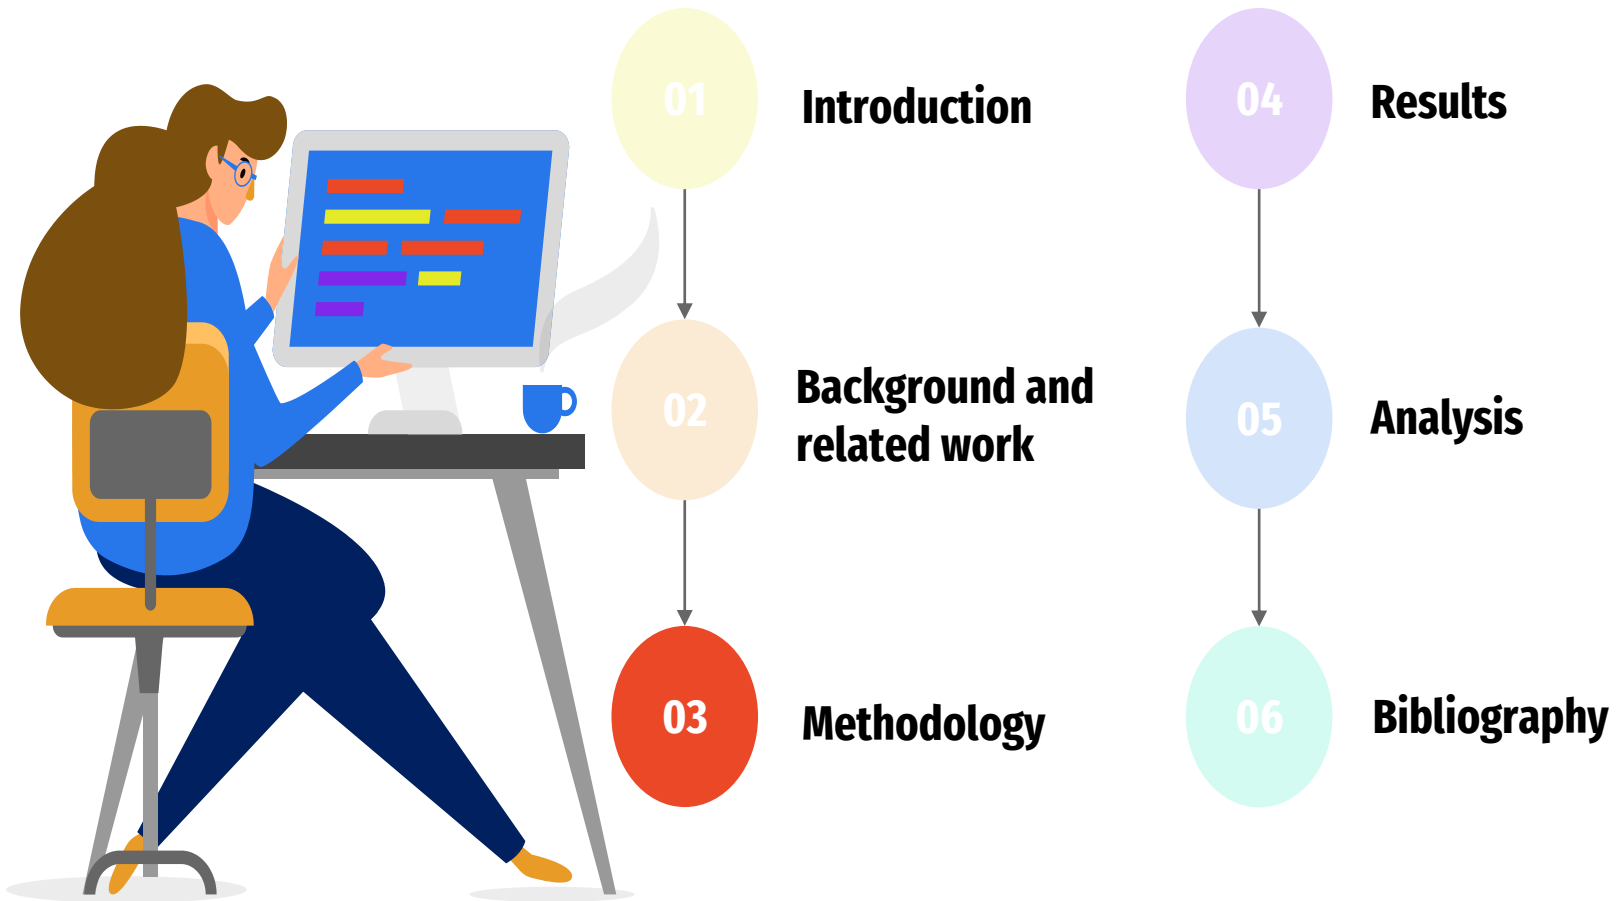 01
Introduction
02
Background and
related work
03
Methodology
04
Results
05
Analysis
06
Bibliography